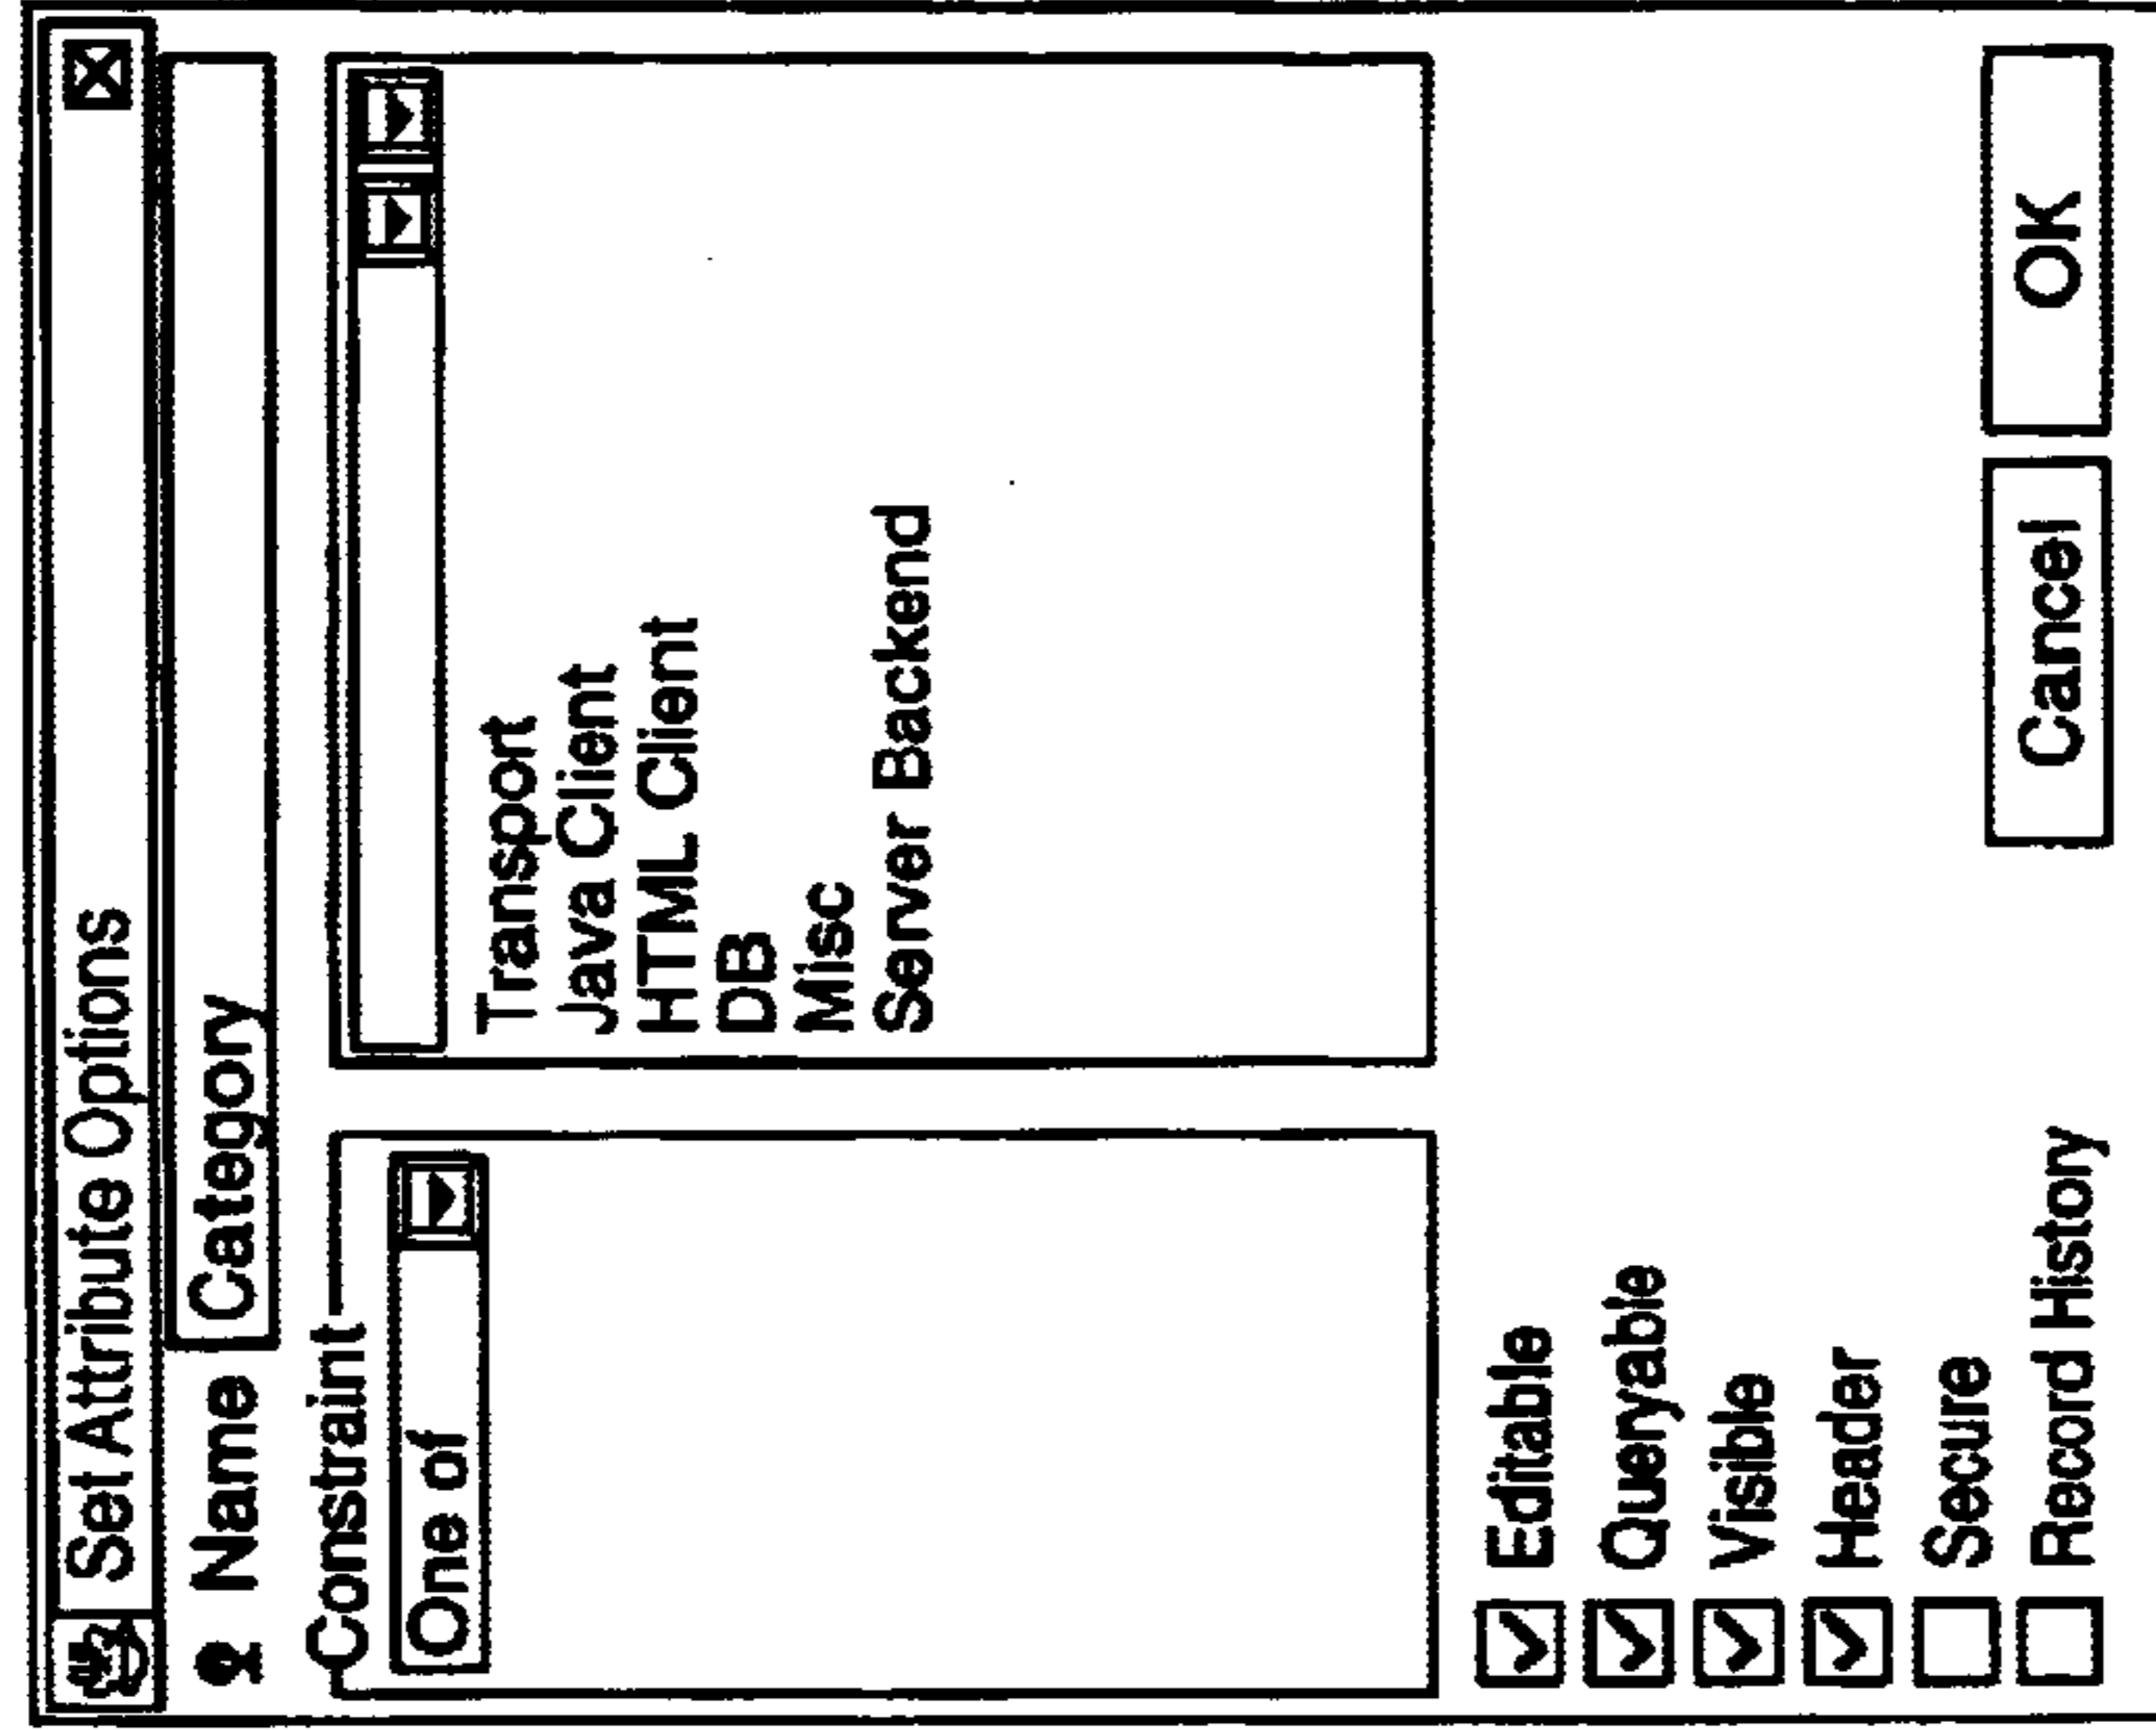 Set Attribute Options
Name Category
Constraint
One of
Transport
Java Client
HTML Client
DB
Misc
Server Backend
Editable
Queryable
Visible
Header
Secure
Record History
Cancel OK